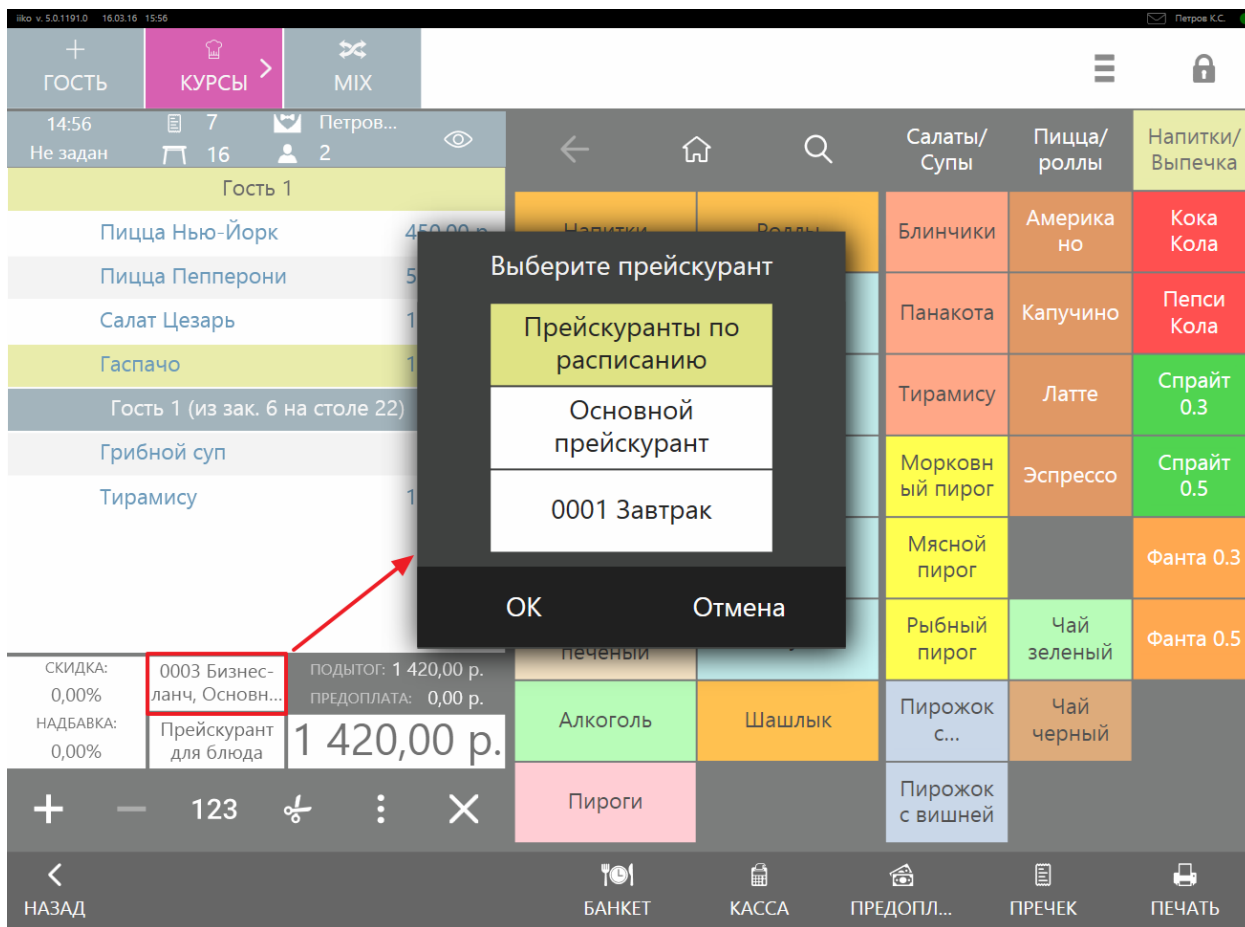 iiko v. 5.0.1191.0 16.03.16 15:56
Петров К.С.
ГОСТЬ
КУРСЫ
MIX
14:56
7
Петров...
Не задан
16
2
Салаты/
Супы
Пицца/
роллы
Напитки/
Выпечка
Гость 1
Пицца Нью-Йорк
Пицца Пепперони
Салат Цезарь
Гаспачо
Гость 1 (из зак. 6 на столе 22)
Грибной суп
Тирамису
Выберите прейскурант
Прейскуранты по
расписанию
Основной
прейскурант
0001 Завтрак
ОК
Отмена
Напитки
Роллы
печеный
Алкоголь
Шашлык
Пироги
Блинчики
Америка
но
Кока
Кола
Панакота
Капучино
Пепси
Кола
Тирамису
Латте
Спрайт
0.3
Морковн
ый пирог
Эспрессо
Спрайт
0.5
Мясной
пирог
Фанта 0.3
Рыбный
пирог
Чай
зеленый
Фанта 0.5
Пирожок
с...
Чай
черный
Пирожок
с вишней
СКИДКА:
0,00%
НАДБАВКА:
0,00%
0003 Бизнес-
ланч, Основн...
Прейскурант
для блюда
ПОДЫТОГ: 1 420,00 р.
ПРЕДОПЛАТА: 0,00 р.
1 420,00 р.
123
НАЗАД
БАНКЕТ
КАССА
ПРЕДОПЛ...
ПРЕЧЕК
ПЕЧАТЬ